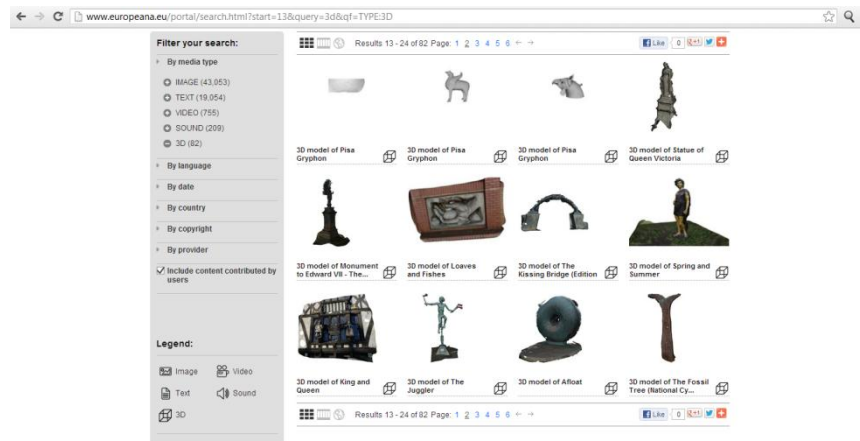 www.europeana.eu/portal/search.html?start=13&query=3d&qf=TYPE:3D
Filter your search:
By media type
IMAGE (43,053)
TEXT (19,054)
VIDEO (755)
SOUND (209)
3D (82)
By language
By date
By country
By copyright
By provider
Include content contributed by
users
Legend:
Image Video
Text Sound
3D
Results 13 - 24 of 82 Page: 1 2 3 4 5 6 ← →
Like 0 +1
3D model of Pisa
Gryphon
3D model of Pisa
Gryphon
3D model of Pisa
Gryphon
3D model of Statue of
Queen Victoria
3D model of Monument
to Edward VII - The...
3D model of Loaves
and Fishes
3D model of The
Kissing Bridge (Edition
3D model of Spring and
Summer
3D model of King and
Queen
3D model of The
Juggler
3D model of Afloat
3D model of The Fossil
Tree (National Cy...
Results 13 - 24 of 82 Page: 1 2 3 4 5 6 ← →
Like 0 +1